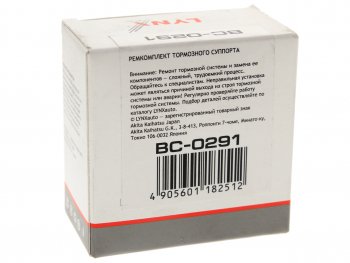 LYNX
BC-0291
РЕМКОМПЛЕКТ ТОРМОЗНОГО СУППОРТА
Внимание: Ремонт тормозной системы и замена ее
компонентов – сложный, трудоемкий процесс.
Обращайтесь к специалистам. Неправильная установка
может являться причиной выхода из строя тормозной
системы или аварии! Регулярно проверяйте работу
тормозной системы. Подбор деталей осуществляйте по
каталогу LYNXauto
© LYNXauto – зарегистрированный товарный знак
Akita Kaihatsu Japan
Akita Kaihatsu G.K., 3-8-413, Роппонги 7-чоме, Минато-ку,
Токио 106-0032 Япония
BC-0291
4 905601 182512